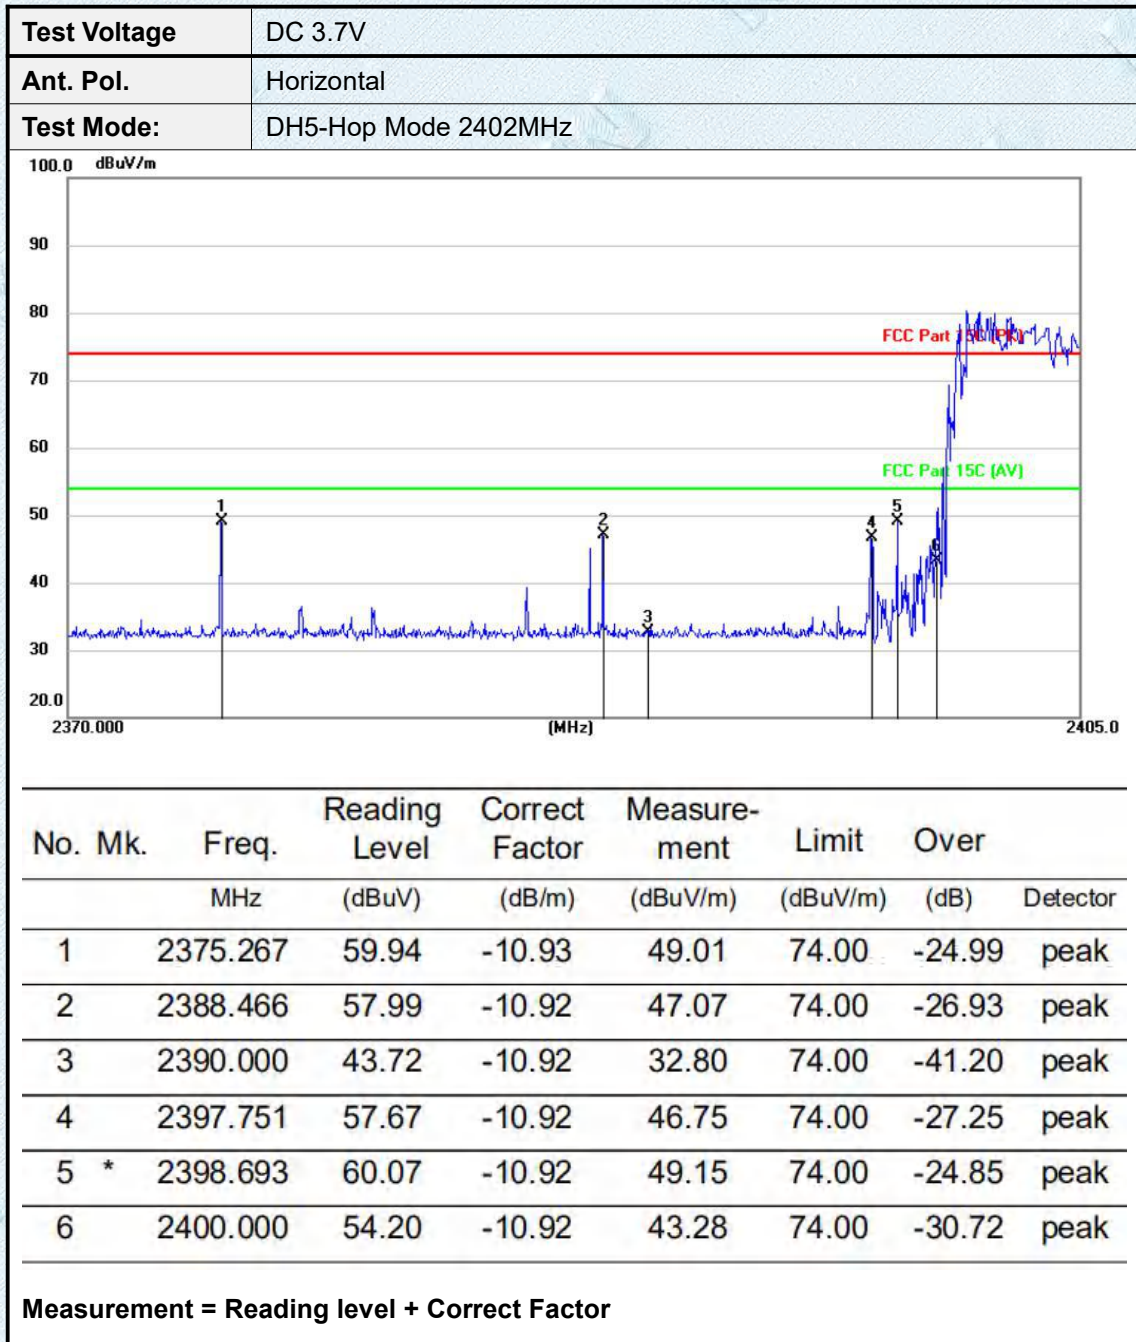 Test Voltage DC 3.7V
Ant. Pol. Horizontal
Test Mode: DH5-Hop Mode 2402MHz
100.0 dBuV/m
90
80
FCC Part 15C (PK)
70
60
FCC Part 15C (AV)
50
1 2 4 5
40
6
3
30
20.0
2370.000 (MHz) 2405.0
No. Mk. Freq. Reading Level Correct Factor Measure-ment Limit Over
MHz (dBuV) (dB/m) (dBuV/m) (dBuV/m) (dB) Detector
1 2375.267 59.94 -10.93 49.01 74.00 -24.99 peak
2 2388.466 57.99 -10.92 47.07 74.00 -26.93 peak
3 2390.000 43.72 -10.92 32.80 74.00 -41.20 peak
4 2397.751 57.67 -10.92 46.75 74.00 -27.25 peak
5 * 2398.693 60.07 -10.92 49.15 74.00 -24.85 peak
6 2400.000 54.20 -10.92 43.28 74.00 -30.72 peak
Measurement = Reading level + Correct Factor